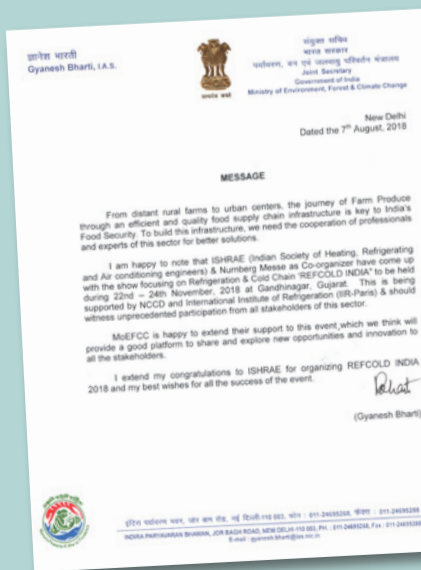 ज्ञानेश भारती
Gyanesh Bharti, I.A.S.
सत्यमेव जयते
संयुक्त सचिव
भारत सरकार
पर्यावरण, वन एवं जलवायु परिवर्तन मंत्रालय
Joint Secretary
Government of India
Ministry of Environment, Forest & Climate Change
New Delhi
Dated the 7th August, 2018
MESSAGE
From distant rural farms to urban centers, the journey of Farm Produce
through an efficient and quality food supply chain infrastructure is key to India's
Food Security. To build this infrastructure, we need the cooperation of professionals
and experts of this sector for better solutions.
I am happy to note that ISHRAE (Indian Society of Heating, Refrigerating
and Air conditioning engineers) & Nurnberg Messe as Co-organizer have come up
with the show focusing on Refrigeration & Cold Chain 'REFCOLD INDIA" to be held
during 22nd – 24th November, 2018 at Gandhinagar, Gujarat. This is being
supported by NCCD and International Institute of Refrigeration (IIR-Paris) & should
witness unprecedented participation from all stakeholders of this sector.
MoEFCC is happy to extend their support to this event,which we think will
provide a good platform to share and explore new opportunities and innovation to
all the stakeholders.
I extend my congratulations to ISHRAE for organizing REFCOLD INDIA
2018 and my best wishes for all the success of the event.
(Gyanesh Bharti)
इंदिरा पर्यावरण भवन, जोर बाग रोड, नई दिल्ली-110 003, फोन : 011-24695268, फैक्स : 011-24695286
INDIRA PARYAVARAN BHAWAN, JOR BAGH ROAD, NEW DELHI-110 003, PH. : 011-24695268, Fax : 011-24695286
E-mail : gyanesh.bharti@ias.nic.in